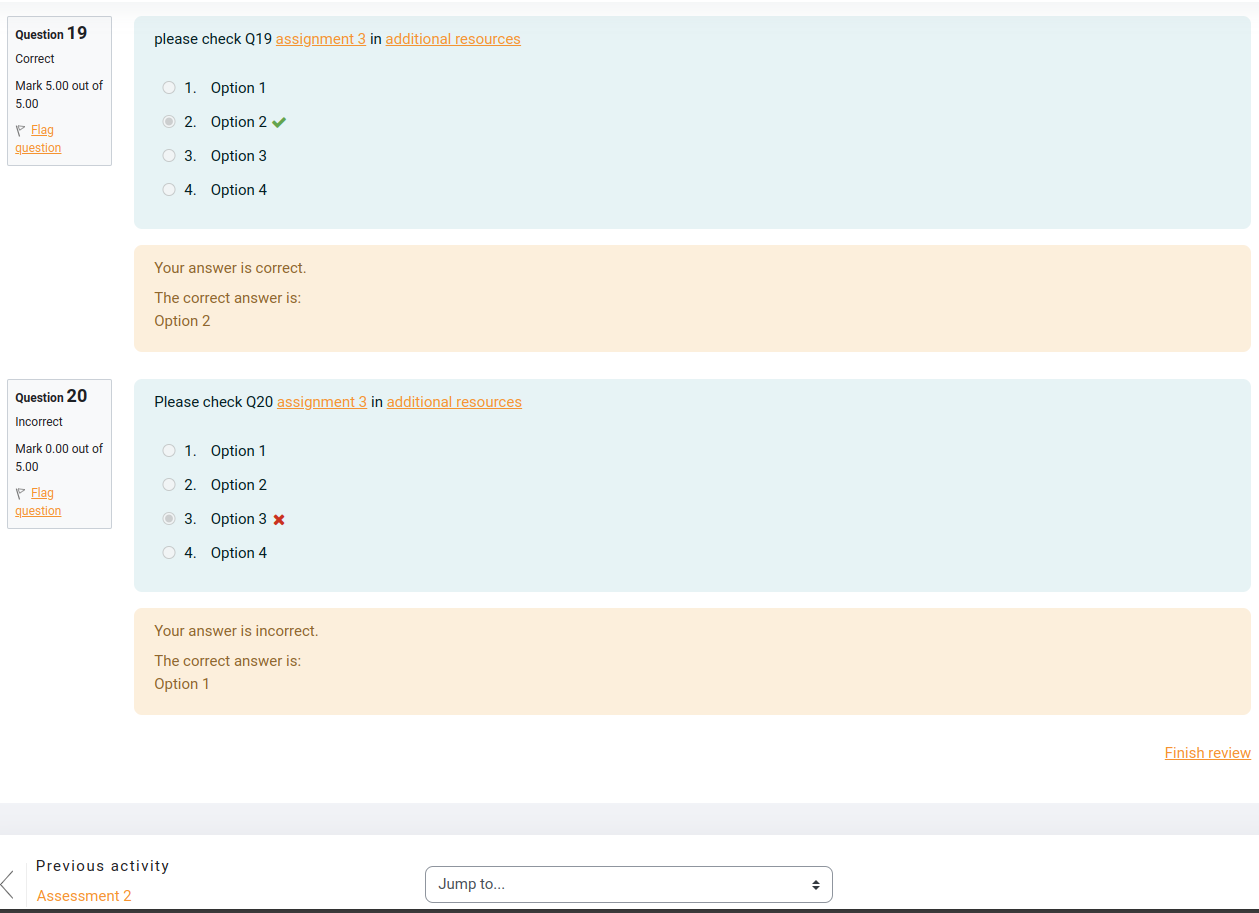 Question 19
Correct
Mark 5.00 out of
5.00
Flag
question
please check Q19 assignment 3 in additional resources
1. Option 1
2. Option 2
3. Option 3
4. Option 4
Your answer is correct.
The correct answer is:
Option 2
Question 20
Incorrect
Mark 0.00 out of
5.00
Flag
question
Please check Q20 assignment 3 in additional resources
1. Option 1
2. Option 2
3. Option 3
4. Option 4
Your answer is incorrect.
The correct answer is:
Option 1
Finish review
Previous activity
Assessment 2
Jump to...